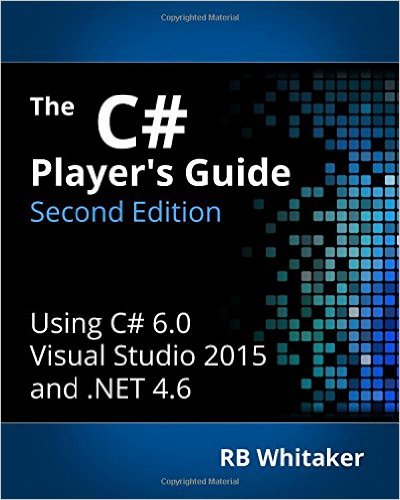 Copyrighted Material
The C#
Player's Guide
Second Edition
Using C# 6.0
Visual Studio 2015
and .NET 4.6
RB Whitaker
Copyrighted Material